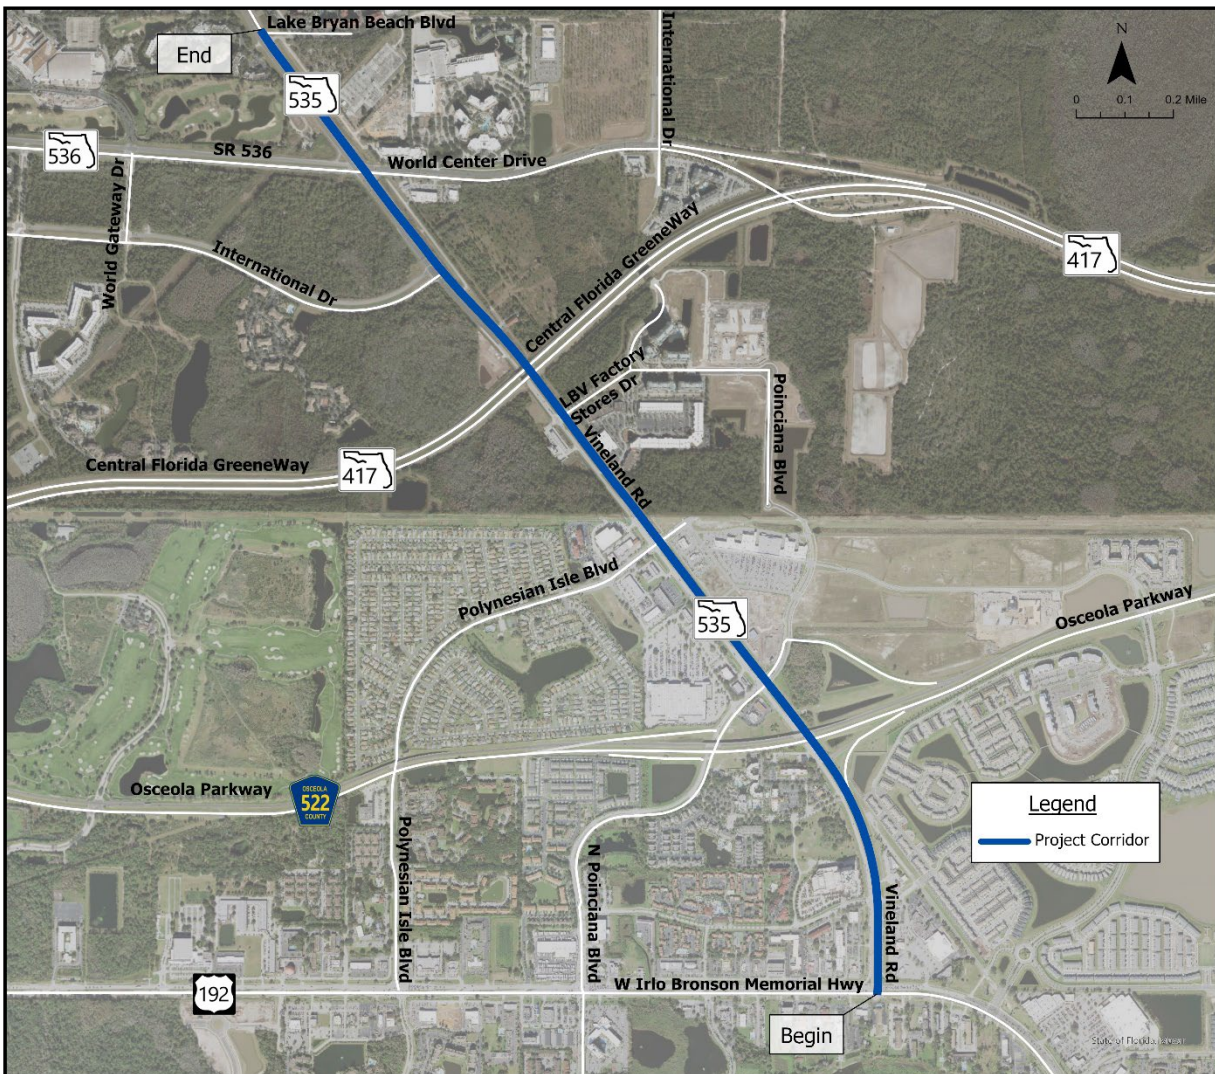 Lake Bryan Beach Blvd
End
535
International Dr
N
0 0.1 0.2 Mile
536
SR 536
World Center Drive
World Gateway Dr
International Dr
Central Florida GreeneWay
417
LBV Factory
Stores Dr
Poinciana Blvd
Vineland Rd
Central Florida GreeneWay
417
Polynesian Isle Blvd
535
Osceola Parkway
Osceola Parkway
OSCEOLA
522
COUNTY
Legend
Project Corridor
Polynesian Isle Blvd
N Poinciana Blvd
Vineland Rd
192
W Irlo Bronson Memorial Hwy
Begin
State of Florida,